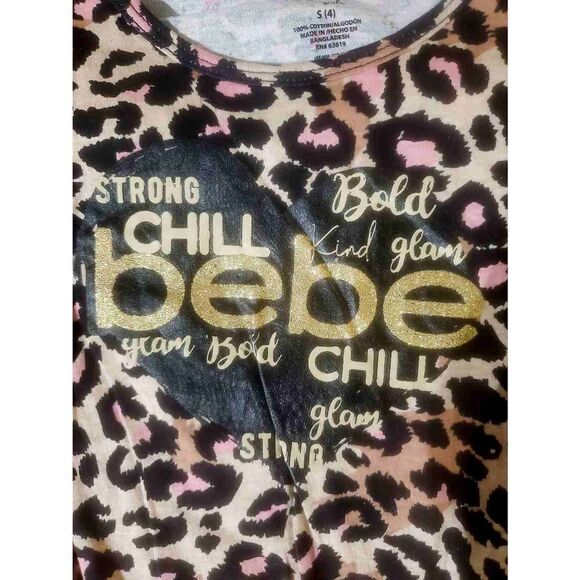 S (4)
100% COTTON/ALGODÓN
MADE IN/HECHO EN
BANGLADESH
RN# 63619
STRONG
Bold
CHILL
Kind glam
bebe
glam Bold
CHILL
glam
STRONG